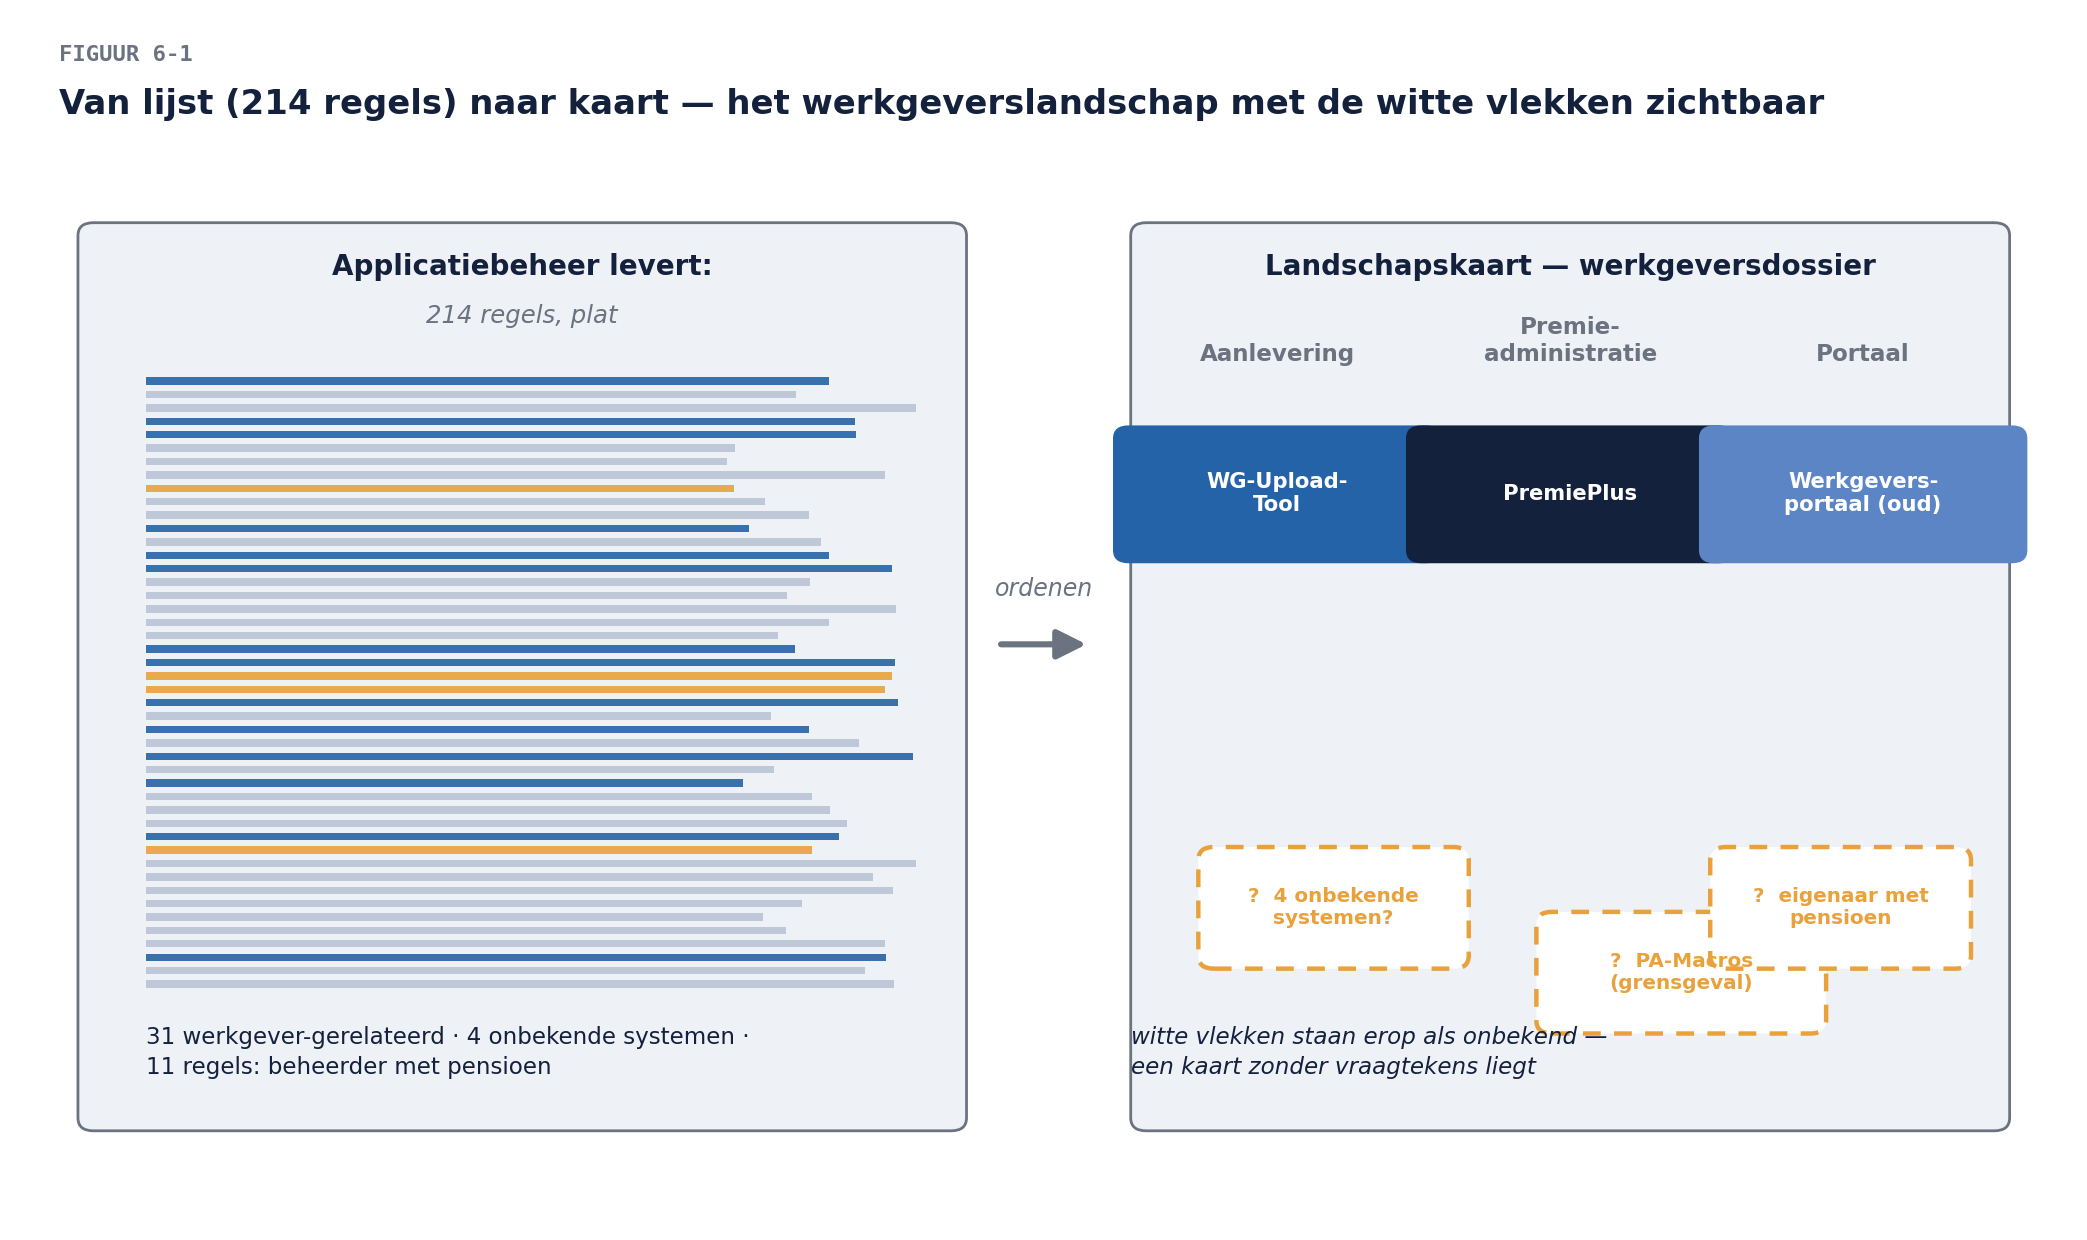 FIGUUR 6-1
Van lijst (214 regels) naar kaart — het werkgeverslandschap met de witte vlekken zichtbaar
Applicatiebeheer levert:
214 regels, plat
31 werkgever-gerelateerd · 4 onbekende systemen ·
11 regels: beheerder met pensioen
ordenen
Landschapskaart — werkgeversdossier
Aanlevering
Premie-
administratie
Portaal
WG-Upload-
Tool
PremiePlus
Werkgevers-
portaal (oud)
? 4 onbekende
systemen?
? PA-Macros
(grensgeval)
? eigenaar met
pensioen
witte vlekken staan erop als onbekend —
een kaart zonder vraagtekens liegt